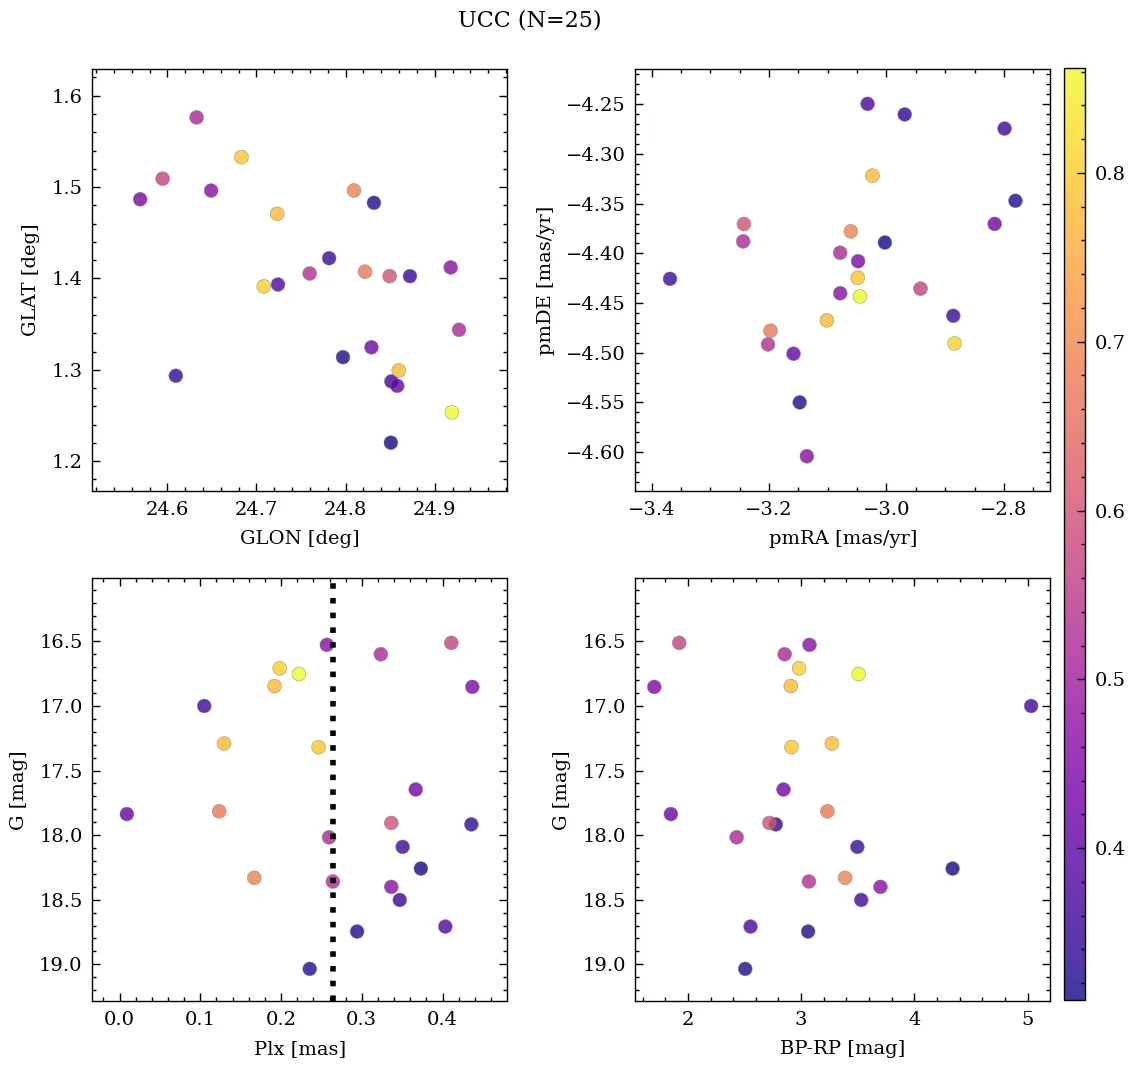 UCC (N=25)
1.6
1.5
1.4
1.3
1.2
GLAT [deg]
24.6 24.7 24.8 24.9
GLON [deg]
−4.25
−4.30
−4.35
−4.40
−4.45
−4.50
−4.55
−4.60
pmDE [mas/yr]
−3.4 −3.2 −3.0 −2.8
pmRA [mas/yr]
16.5
17.0
17.5
18.0
18.5
19.0
G [mag]
0.0 0.1 0.2 0.3 0.4
Plx [mas]
16.5
17.0
17.5
18.0
18.5
19.0
G [mag]
2 3 4 5
BP-RP [mag]
0.8
0.7
0.6
0.5
0.4